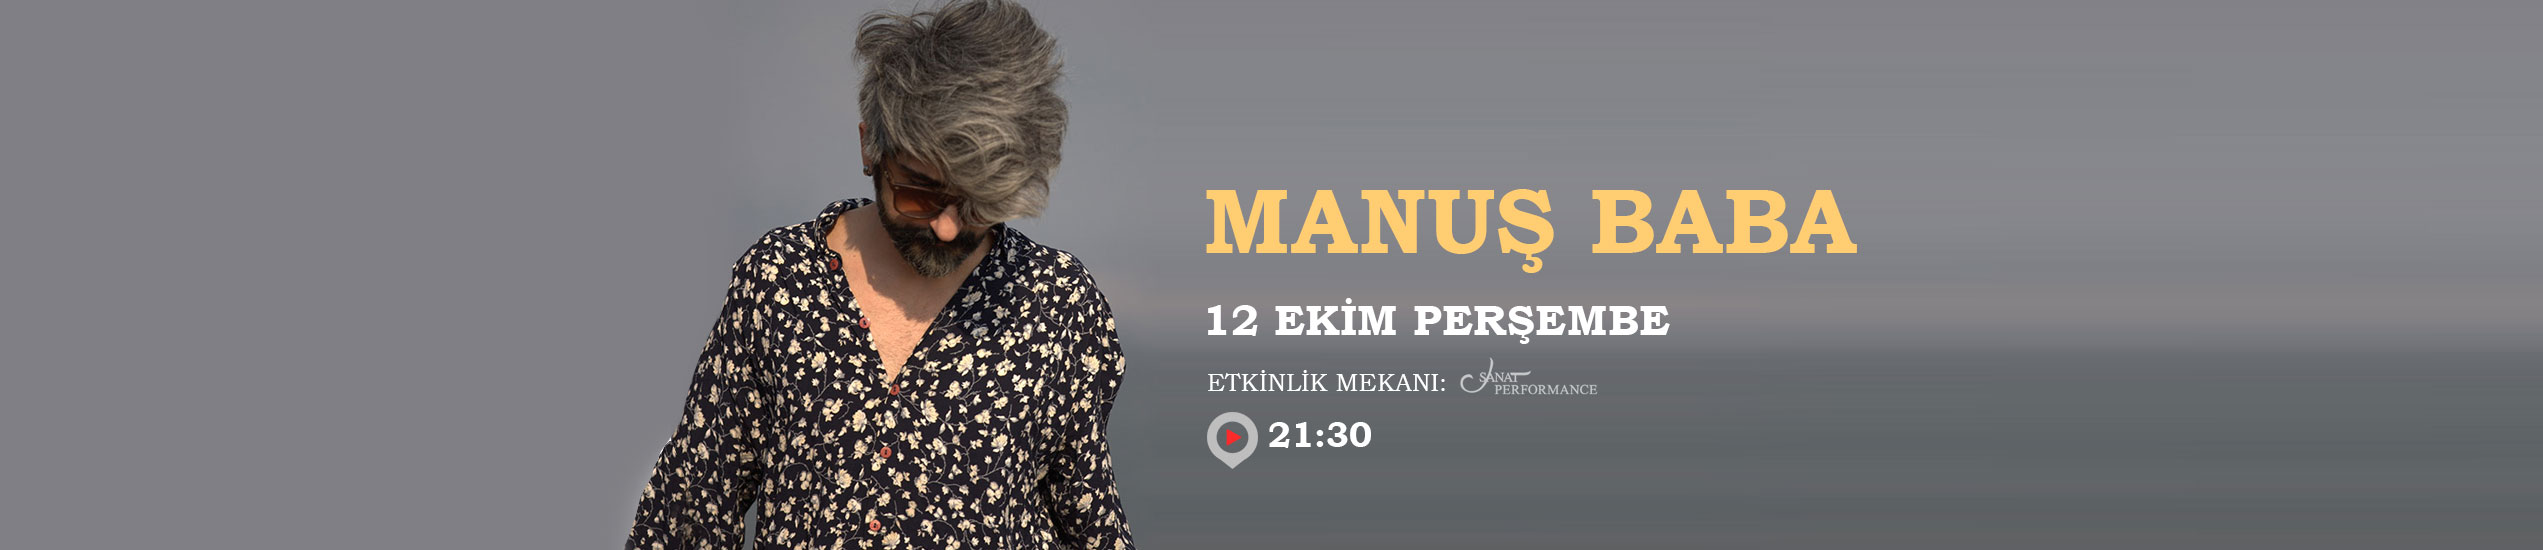 MANUŞ BABA
12 EKİM PERŞEMBE
ETKİNLİK MEKANI: SANAT PERFORMANCE
21:30